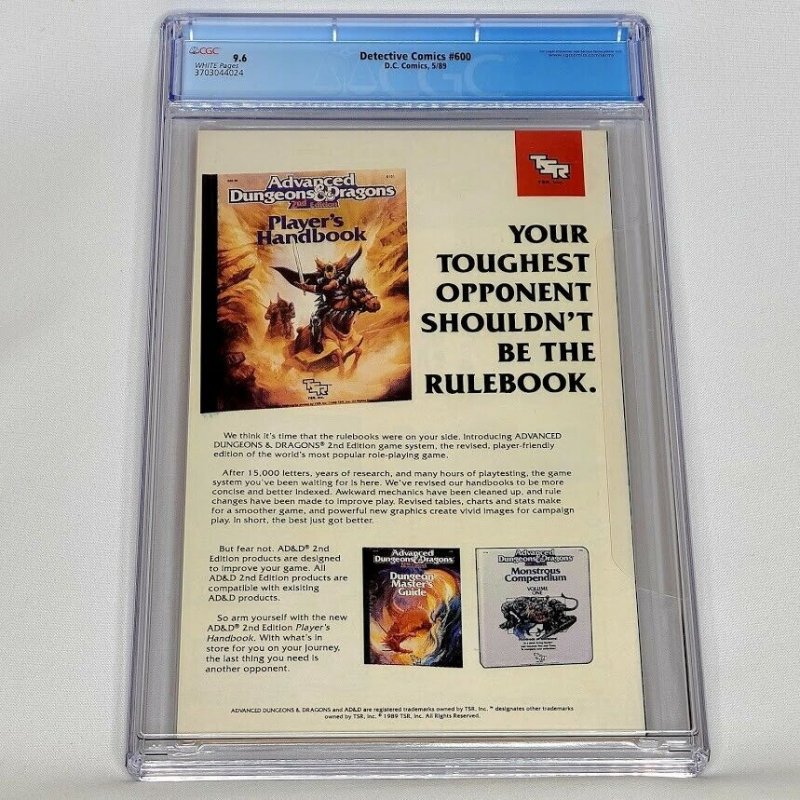 CGC 9.6
WHITE Pages
3703044024
Detective Comics #600
D.C. Comics, 5/89
TSR
TSR, Inc.
Advanced
Dungeons & Dragons
2nd Edition
Player's
Handbook
TSR
TSR, Inc.
YOUR
TOUGHEST
OPPONENT
SHOULDN'T
BE THE
RULEBOOK.
We think it's time that the rulebooks were on your side. Introducing ADVANCED
DUNGEONS & DRAGONS® 2nd Edition game system, the revised, player-friendly
edition of the world's most popular role-playing game.
After 15,000 letters, years of research, and many hours of playtesting, the game
system you've been waiting for is here. We've revised our handbooks to be more
concise and better indexed. Awkward mechanics have been cleaned up, and rule
changes have been made to improve play. Revised tables, charts and stats make
for a smoother game, and powerful new graphics create vivid images for campaign
play. In short, the best just got better.
But fear not. AD&D® 2nd
Edition products are designed
to improve your game. All
AD&D 2nd Edition products are
compatible with exisiting
AD&D products.
So arm yourself with the new
AD&D® 2nd Edition Player's
Handbook. With what's in
store for you on your journey,
the last thing you need is
another opponent.
Advanced
Dungeons & Dragons
Dungeon
Master's
Guide
Advanced
Dungeons & Dragons
Monstrous
Compendium
VOLUME
ONE
TSR
ADVANCED DUNGEONS & DRAGONS and AD&D are registered trademarks owned by TSR, Inc. ™ designates other trademarks
owned by TSR, Inc. © 1989 TSR, Inc. All Rights Reserved.